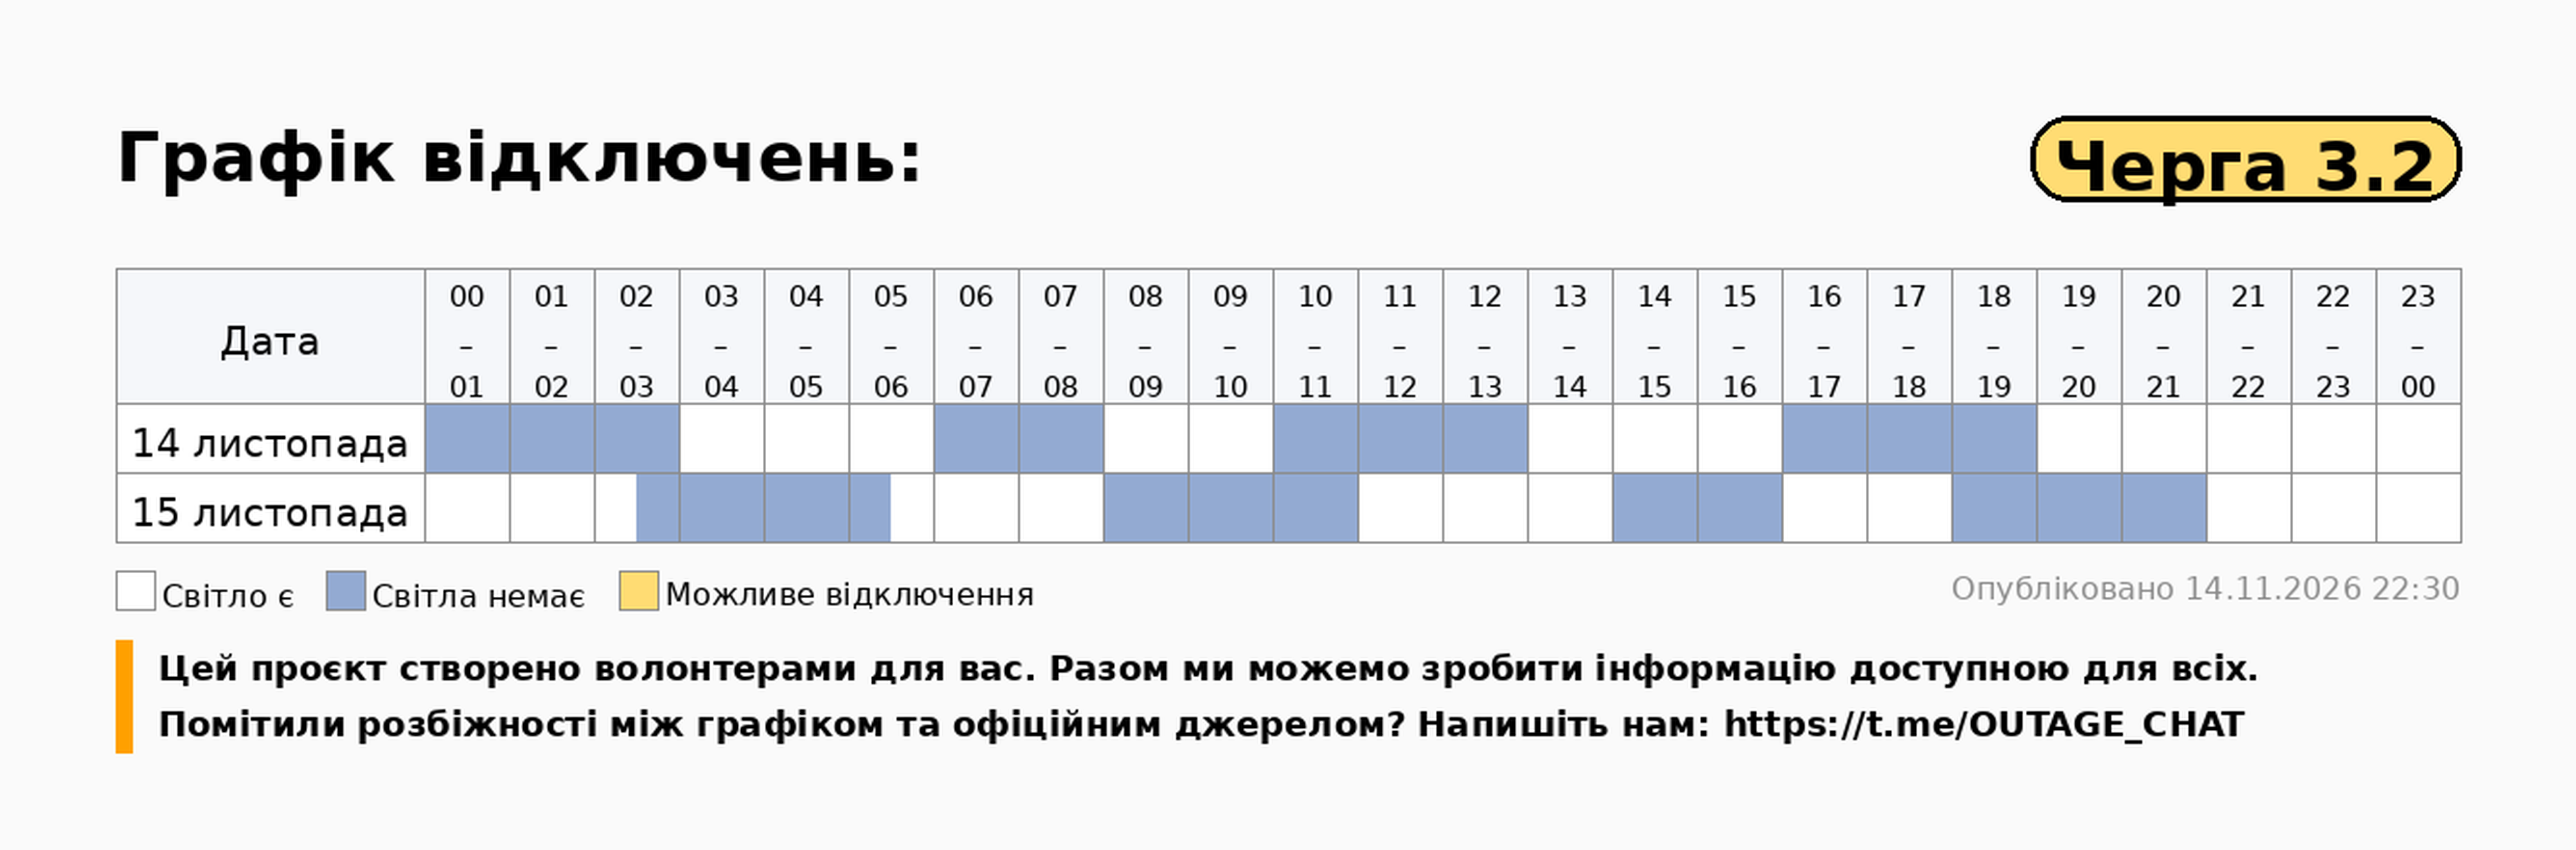 Графік відключень:
Черга 3.2
Дата 00 – 01 01 – 02 02 – 03 03 – 04 04 – 05 05 – 06 06 – 07 07 – 08 08 – 09 09 – 10 10 – 11 11 – 12 12 – 13 13 – 14 14 – 15 15 – 16 16 – 17 17 – 18 18 – 19 19 – 20 20 – 21 21 – 22 22 – 23 23 – 00
14 листопада
15 листопада
Світло є Світла немає Можливе відключення
Опубліковано 14.11.2026 22:30
Цей проєкт створено волонтерами для вас. Разом ми можемо зробити інформацію доступною для всіх.
Помітили розбіжності між графіком та офіційним джерелом? Напишіть нам: https://t.me/OUTAGE_CHAT